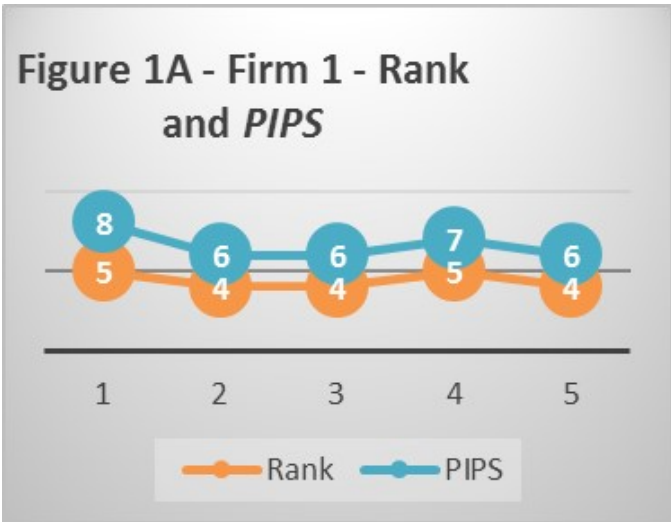 Figure 1A - Firm 1 - Rank
and PIPS
8 6 6 7 6
5 4 4 5 4
1 2 3 4 5
Rank PIPS